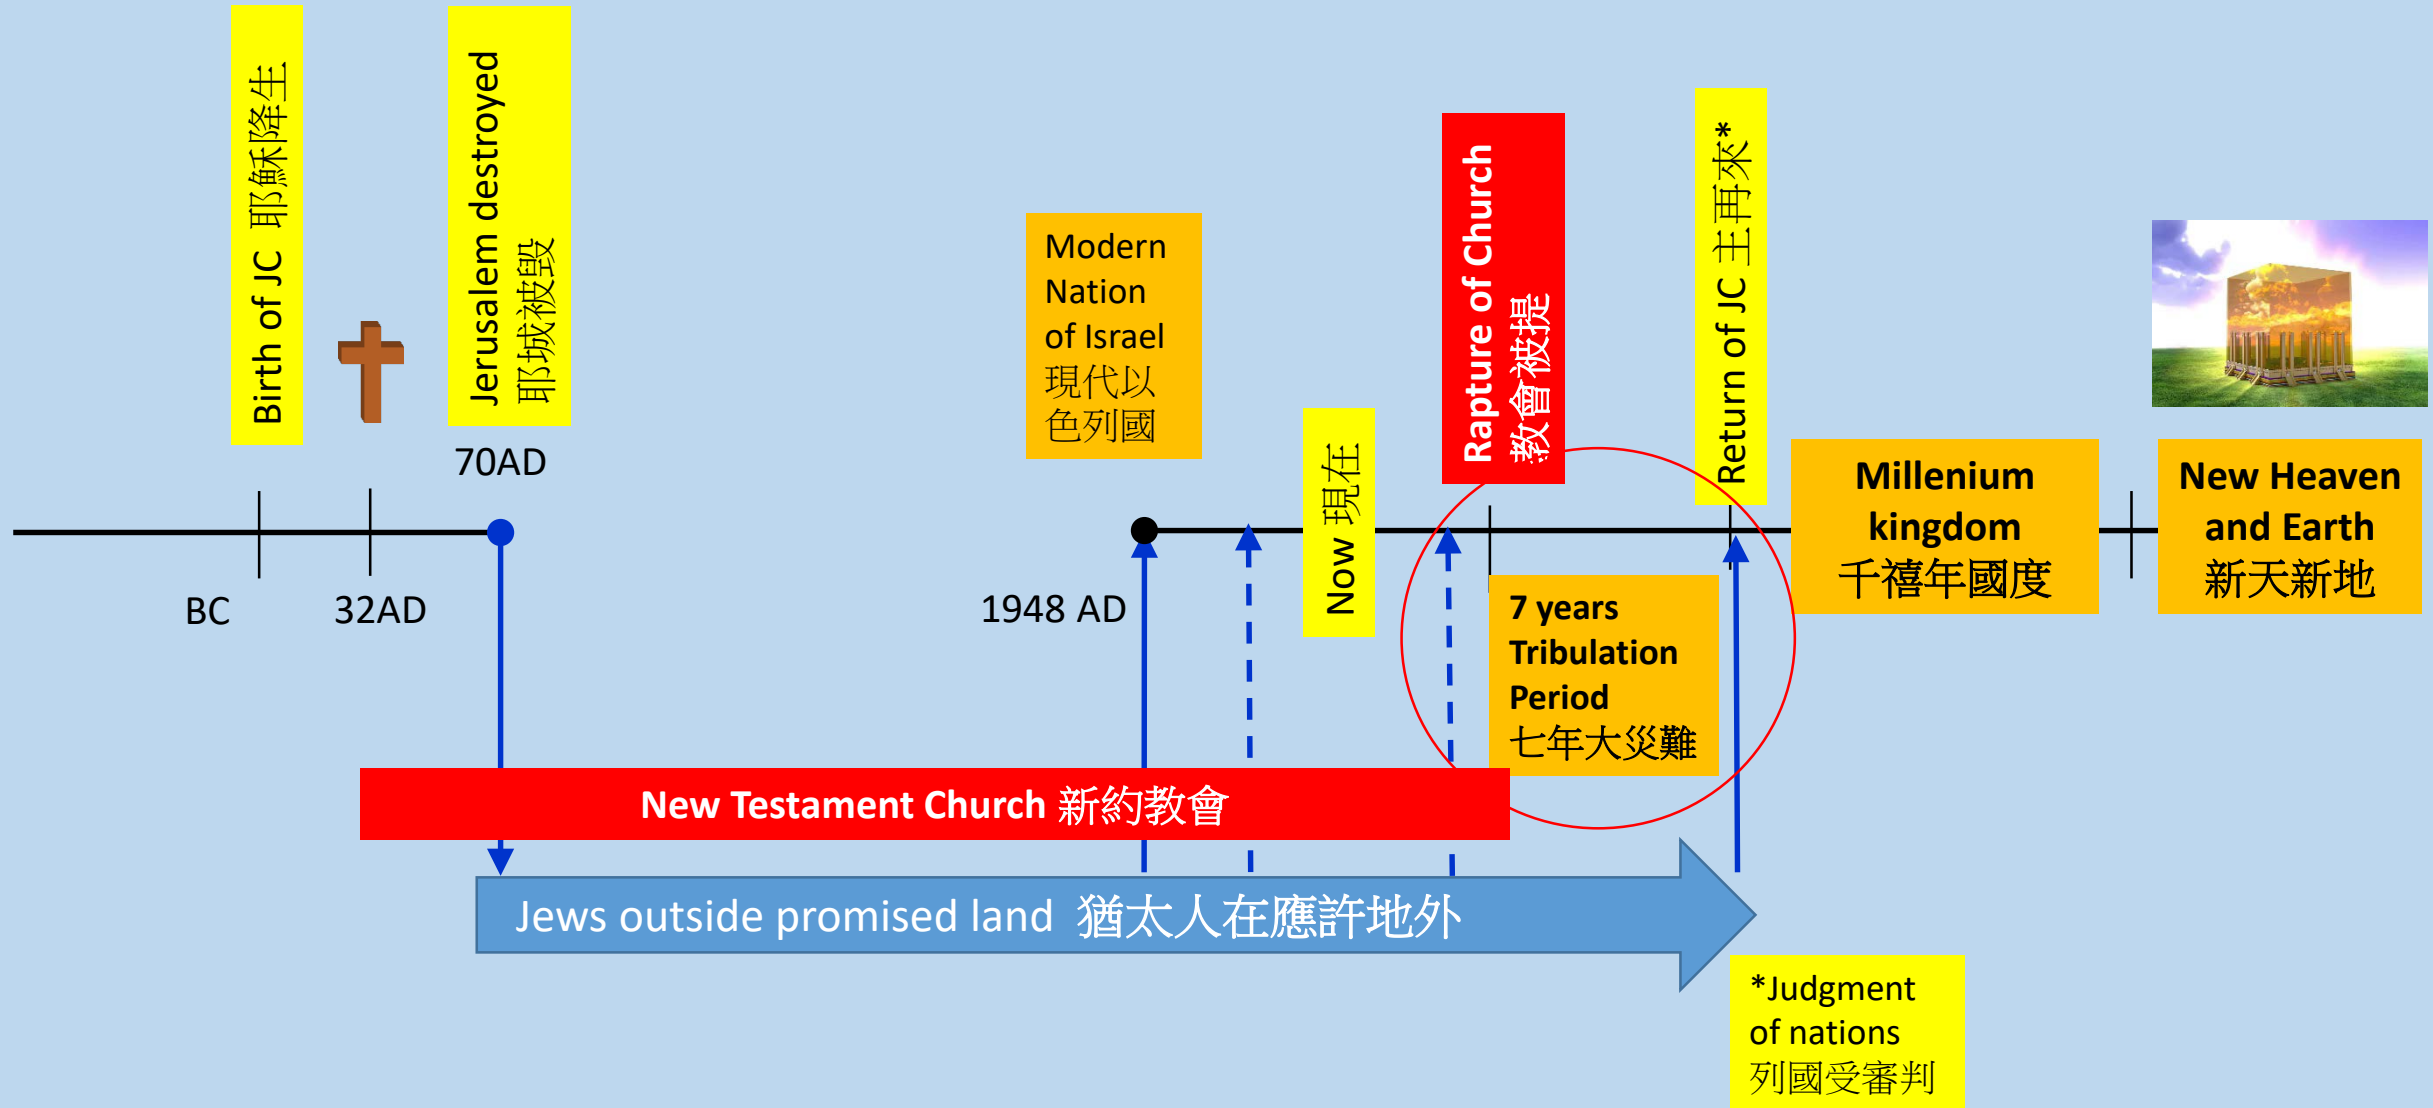 Birth of JC 耶穌降生
Jerusalem destroyed
耶城被毀
70AD
BC
32AD
Modern
Nation
of Israel
現代以
色列國
1948 AD
Now 現在
Rapture of Church
教會被提
Return of JC 主再來*
7 years
Tribulation
Period
七年大災難
Millenium
kingdom
千禧年國度
New Heaven
and Earth
新天新地
New Testament Church 新約教會
Jews outside promised land 猶太人在應許地外
*Judgment
of nations
列國受審判